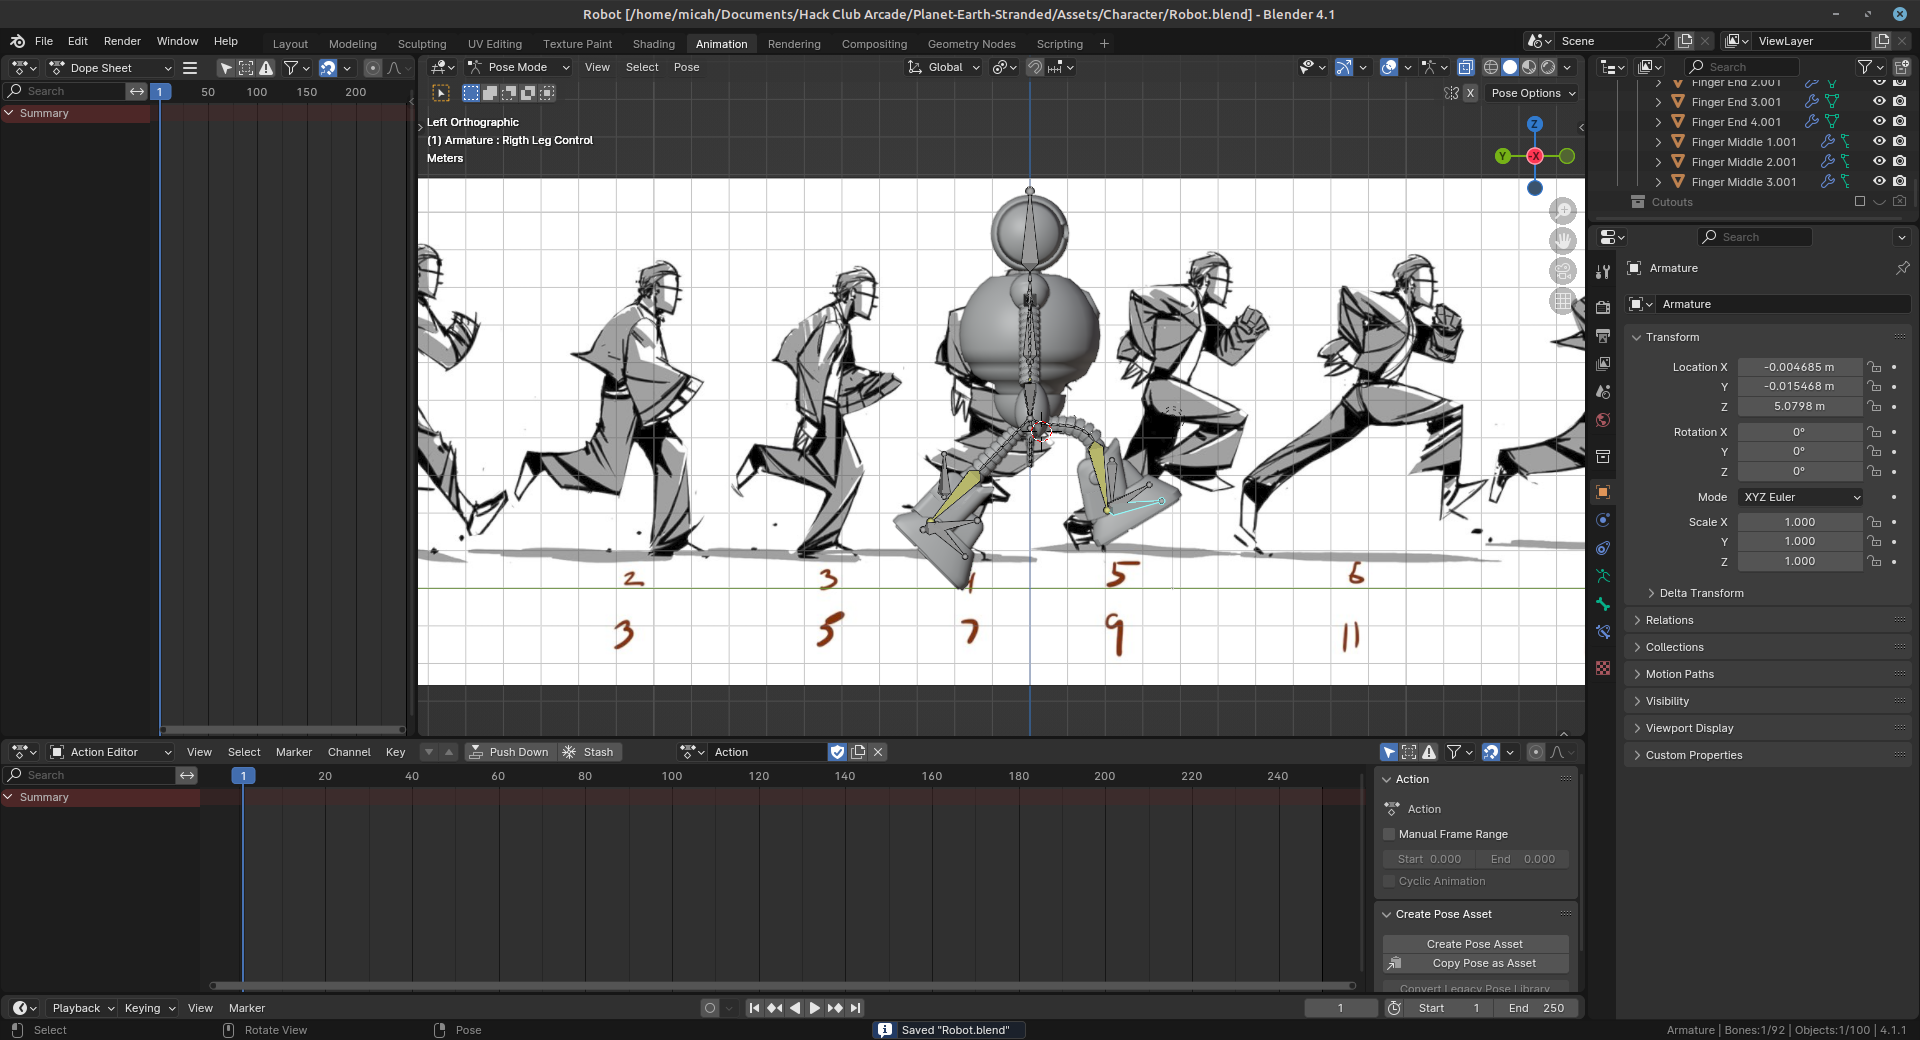 Robot [/home/micah/Documents/Hack Club Arcade/Planet-Earth-Stranded/Assets/Character/Robot.blend] - Blender 4.1
File Edit Render Window Help Layout Modeling Sculpting UV Editing Texture Paint Shading Animation Rendering Compositing Geometry Nodes Scripting + Scene ViewLayer
Dope Sheet Pose Mode View Select Pose Global Search
Search 1 50 100 150 200 X Pose Options
Summary
Left Orthographic
(1) Armature : Rigth Leg Control
Meters
Z
Y -X
Finger End 2.001
Finger End 3.001
Finger End 4.001
Finger Middle 1.001
Finger Middle 2.001
Finger Middle 3.001
Cutouts
Search
Armature
Armature
Transform
Location X -0.004685 m
Y -0.015468 m
Z 5.0798 m
Rotation X 0°
Y 0°
Z 0°
Mode XYZ Euler
Scale X 1.000
Y 1.000
Z 1.000
Delta Transform
Relations
Collections
Motion Paths
Visibility
Viewport Display
Custom Properties
2 3 5 6
3 5 7 9 11
Action Editor View Select Marker Channel Key Push Down Stash Action
Search 1 20 40 60 80 100 120 140 160 180 200 220 240
Summary
Action
Action
Manual Frame Range
Start 0.000 End 0.000
Cyclic Animation
Create Pose Asset
Create Pose Asset
Copy Pose as Asset
Convert Legacy Pose Library
Playback Keying View Marker 1 Start 1 End 250
Select Rotate View Pose Saved "Robot.blend" Armature | Bones:1/92 | Objects:1/100 | 4.1.1